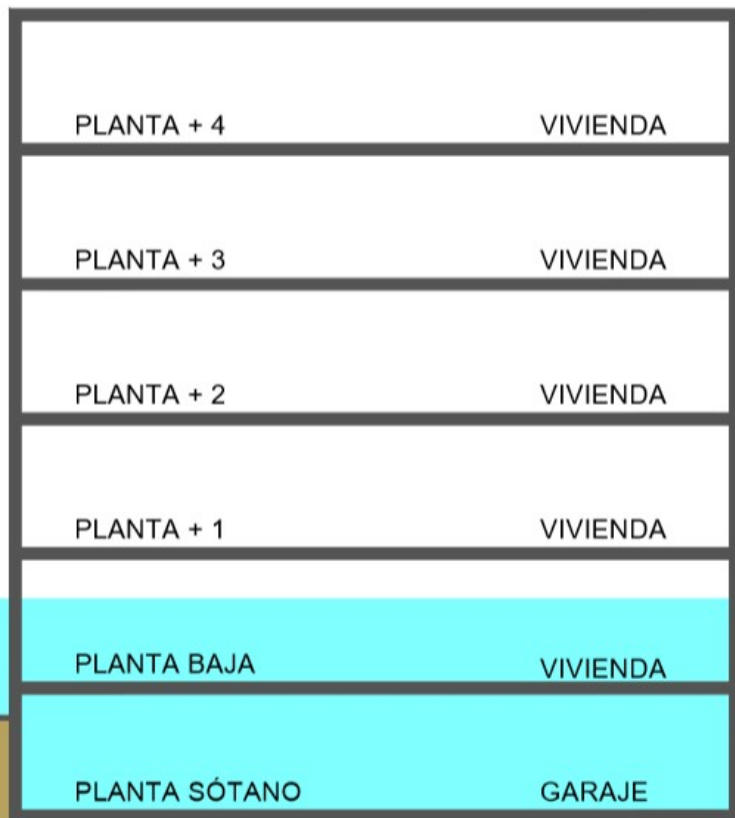 PLANTA + 4 VIVIENDA
PLANTA + 3 VIVIENDA
PLANTA + 2 VIVIENDA
PLANTA + 1 VIVIENDA
PLANTA BAJA VIVIENDA
PLANTA SÓTANO GARAJE